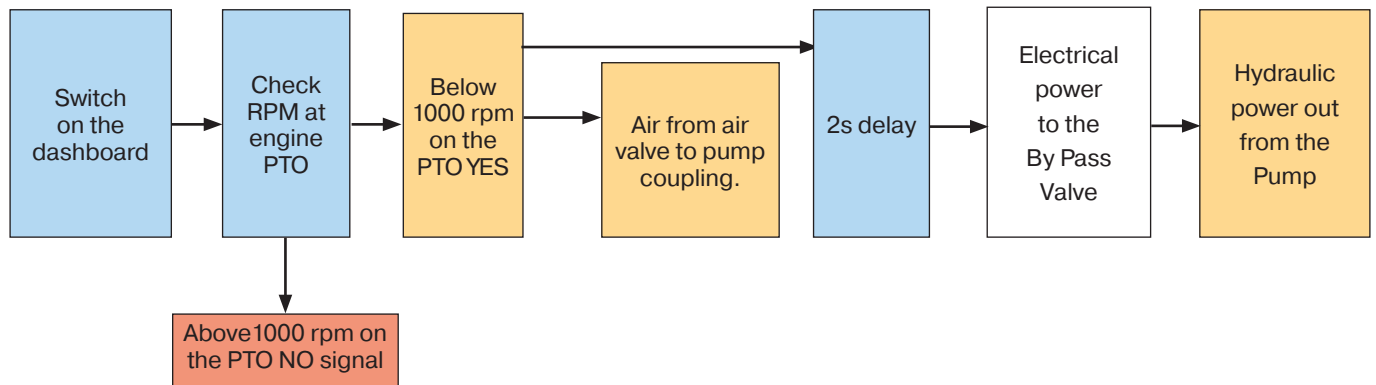 Switch
on the
dashboard
Check
RPM at
engine
PTO
Below
1000 rpm
on the
PTO YES
Air from air
valve to pump
coupling.
2s delay
Electrical
power
to the
By Pass
Valve
Hydraulic
power out
from the
Pump
Above1000 rpm on
the PTO NO signal